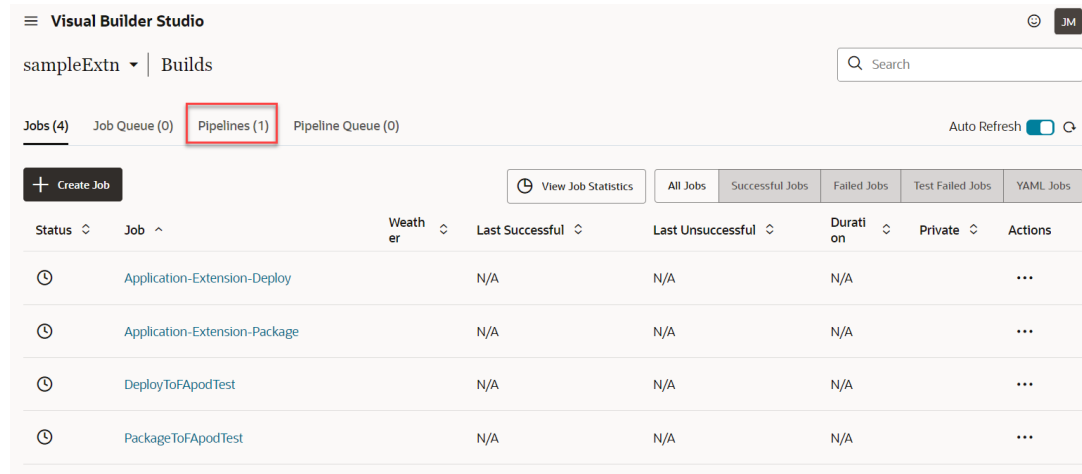 Visual Builder Studio
JM
sampleExtn
Builds
Search
Jobs (4) Job Queue (0) Pipelines (1) Pipeline Queue (0) Auto Refresh
+ Create Job View Job Statistics All Jobs Successful Jobs Failed Jobs Test Failed Jobs YAML Jobs
Status Job Weath
er Last Successful Last Unsuccessful Durati
on Private Actions
Application-Extension-Deploy N/A N/A N/A ...
Application-Extension-Package N/A N/A N/A ...
DeployToFApodTest N/A N/A N/A ...
PackageToFApodTest N/A N/A N/A ...